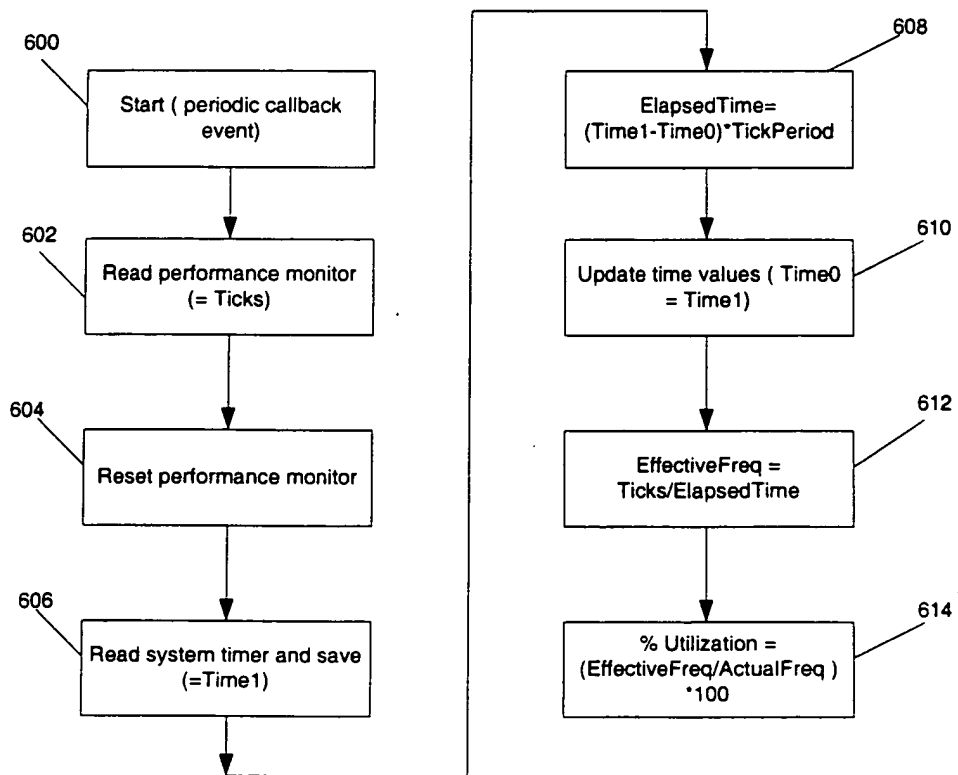 600
Start ( periodic callback
event)
602
Read performance monitor
(= Ticks)
604
Reset performance monitor
606
Read system timer and save
(=Time1)
608
ElapsedTime=
(Time1-Time0)*TickPeriod
610
Update time values ( Time0
= Time1)
612
EffectiveFreq =
Ticks/ElapsedTime
614
% Utilization =
(EffectiveFreq/ActualFreq )
*100